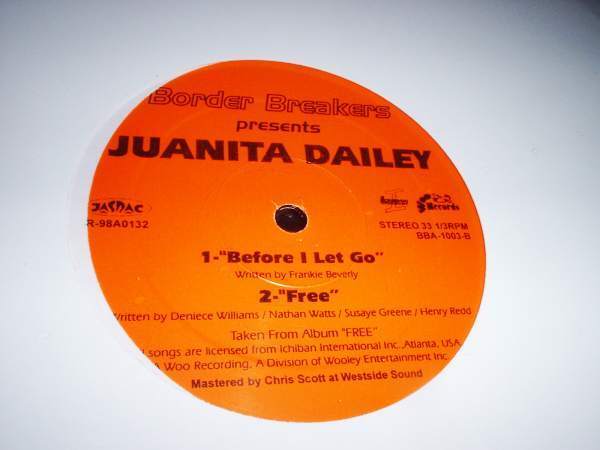 Border Breakers
presents
JUANITA DAILEY
JASRAC
R-98A0132
Records
STEREO 33 1/3RPM
BBA-1003-B
1-"Before I Let Go"
Written by Frankie Beverly
2-"Free"
Written by Deniece Williams / Nathan Watts / Susaye Greene / Henry Redd
Taken From Album "FREE"
songs are licensed from Ichiban International Inc.,Atlanta, USA
A Woo Recording, A Division of Wooley Entertainment Inc.
Mastered by Chris Scott at Westside Sound